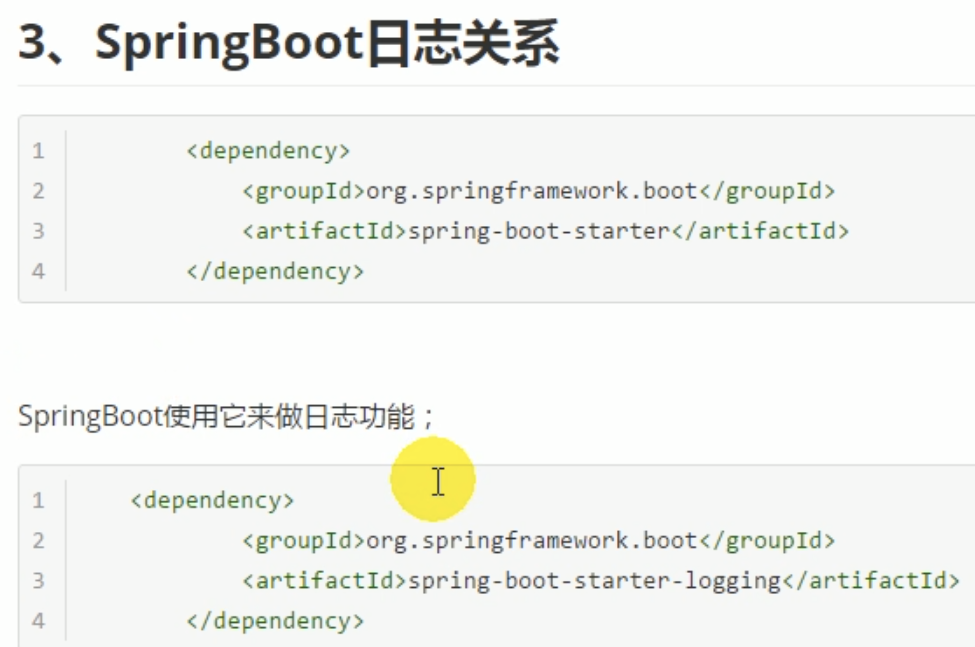 3、SpringBoot日志关系
1 <dependency>
2 <groupId>org.springframework.boot</groupId>
3 <artifactId>spring-boot-starter</artifactId>
4 </dependency>
SpringBoot使用它来做日志功能；
1 <dependency>
2 <groupId>org.springframework.boot</groupId>
3 <artifactId>spring-boot-starter-logging</artifactId>
4 </dependency>